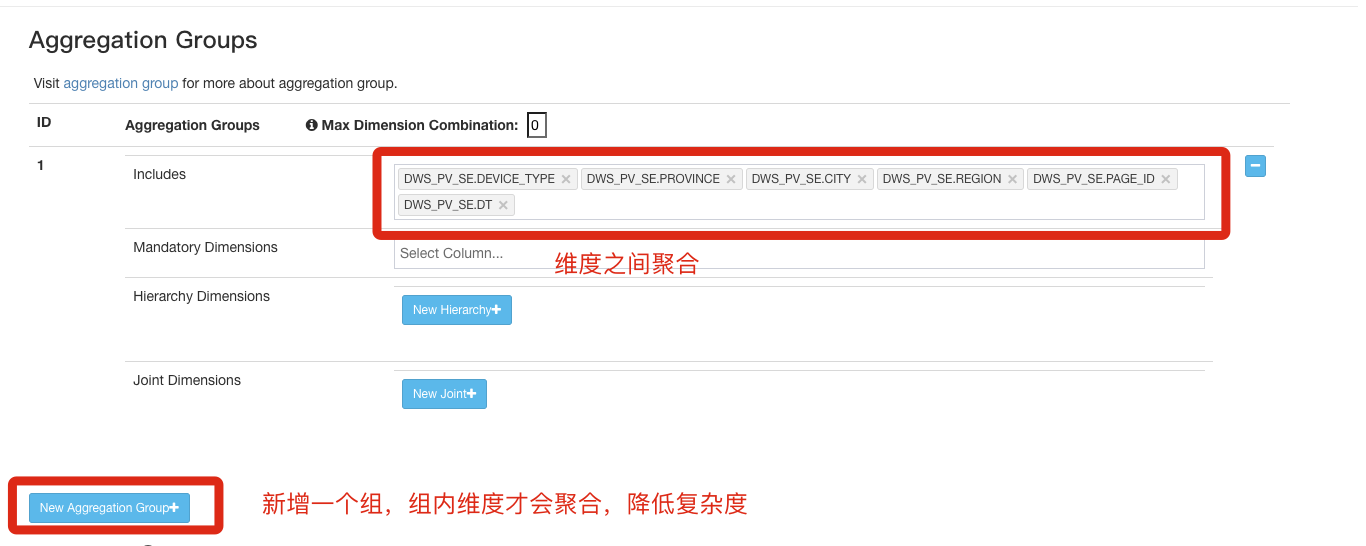 Aggregation Groups
Visit aggregation group for more about aggregation group.
ID Aggregation Groups Max Dimension Combination: 0
1 Includes DWS_PV_SE.DEVICE_TYPE × DWS_PV_SE.PROVINCE × DWS_PV_SE.CITY × DWS_PV_SE.REGION × DWS_PV_SE.PAGE_ID ×
DWS_PV_SE.DT ×
Mandatory Dimensions Select Column...
维度之间聚合
Hierarchy Dimensions
New Hierarchy+
Joint Dimensions
New Joint+
New Aggregation Group+ 新增一个组，组内维度才会聚合，降低复杂度